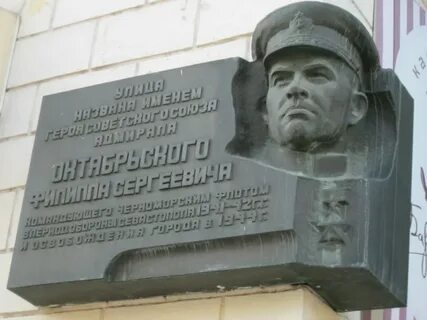 УЛИЦА
НАЗВАНА ИМЕНЕМ
ГЕРОЯ СОВЕТСКОГО СОЮЗА
АДМИРАЛА
ОКТЯБРЬСКОГО
ФИЛИППА СЕРГЕЕВИЧА
КОМАНДУЮЩЕГО ЧЕРНОМОРСКИМ ФЛОТОМ
В ПЕРИОД ОБОРОНЫ СЕВАСТОПОЛЯ 1941-42 Г.Г.
И ОСВОБОЖДЕНИЯ ГОРОДА В 1944 Г.